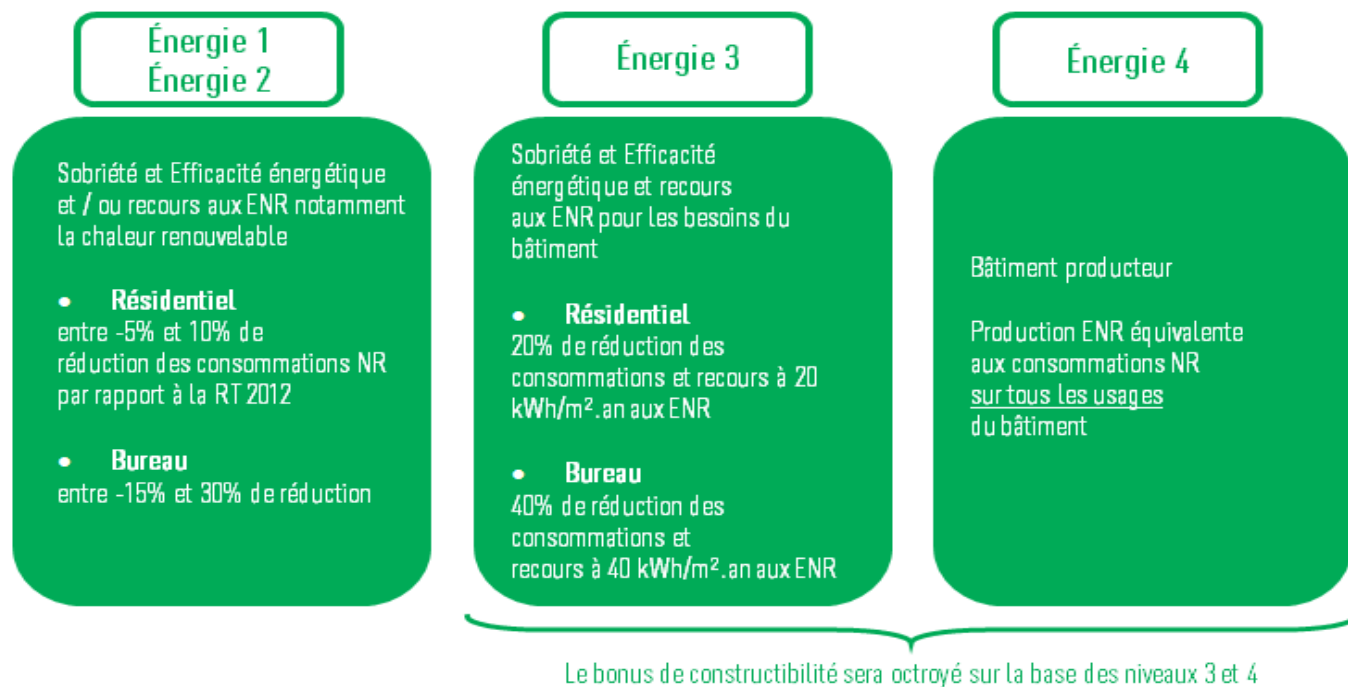 Énergie 1
Énergie 2
Sobriété et Efficacité énergétique
et / ou recours aux ENR notamment
la chaleur renouvelable
• Résidentiel
entre -5% et 10% de
réduction des consommations NR
par rapport à la RT 2012
• Bureau
entre -15% et 30% de réduction
Énergie 3
Sobriété et Efficacité
énergétique et recours
aux ENR pour les besoins du
bâtiment
• Résidentiel
20% de réduction des
consommations et recours à 20
kWh/m².an aux ENR
• Bureau
40% de réduction des
consommations et
recours à 40 kWh/m².an aux ENR
Énergie 4
Bâtiment producteur
Production ENR équivalente
aux consommations NR
sur tous les usages
du bâtiment
Le bonus de constructibilité sera octroyé sur la base des niveaux 3 et 4